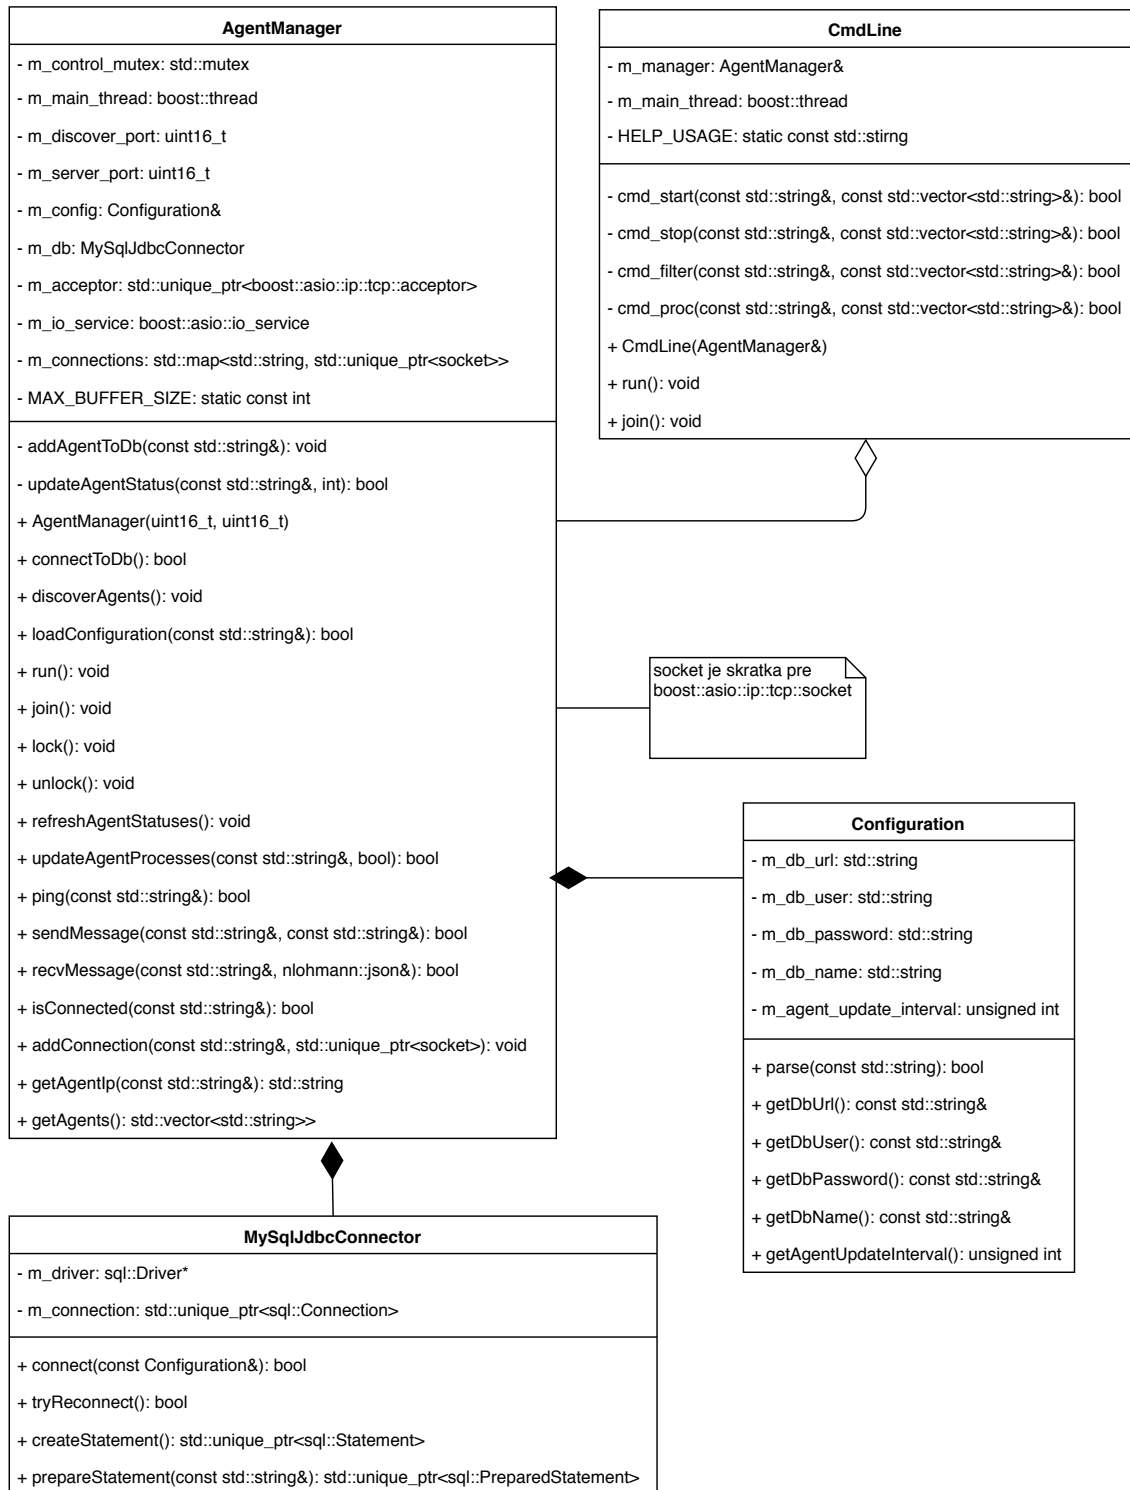 AgentManager
- m_control_mutex: std::mutex
- m_main_thread: boost::thread
- m_discover_port: uint16_t
- m_server_port: uint16_t
- m_config: Configuration&
- m_db: MySqlJdbcConnector
- m_acceptor: std::unique_ptr<boost::asio::ip::tcp::acceptor>
- m_io_service: boost::asio::io_service
- m_connections: std::map<std::string, std::unique_ptr<socket>>
- MAX_BUFFER_SIZE: static const int
- addAgentToDb(const std::string&): void
- updateAgentStatus(const std::string&, int): bool
+ AgentManager(uint16_t, uint16_t)
+ connectToDb(): bool
+ discoverAgents(): void
+ loadConfiguration(const std::string&): bool
+ run(): void
+ join(): void
+ lock(): void
+ unlock(): void
+ refreshAgentStatuses(): void
+ updateAgentProcesses(const std::string&, bool): bool
+ ping(const std::string&): bool
+ sendMessage(const std::string&, const std::string&): bool
+ recvMessage(const std::string&, nlohmann::json&): bool
+ isConnected(const std::string&): bool
+ addConnection(const std::string&, std::unique_ptr<socket>): void
+ getAgentIp(const std::string&): std::string
+ getAgents(): std::vector<std::string>>
CmdLine
- m_manager: AgentManager&
- m_main_thread: boost::thread
- HELP_USAGE: static const std::stirng
- cmd_start(const std::string&, const std::vector<std::string>&): bool
- cmd_stop(const std::string&, const std::vector<std::string>&): bool
- cmd_filter(const std::string&, const std::vector<std::string>&): bool
- cmd_proc(const std::string&, const std::vector<std::string>&): bool
+ CmdLine(AgentManager&)
+ run(): void
+ join(): void
socket je skratka pre
boost::asio::ip::tcp::socket
Configuration
- m_db_url: std::string
- m_db_user: std::string
- m_db_password: std::string
- m_db_name: std::string
- m_agent_update_interval: unsigned int
+ parse(const std::string): bool
+ getDbUrl(): const std::string&
+ getDbUser(): const std::string&
+ getDbPassword(): const std::string&
+ getDbName(): const std::string&
+ getAgentUpdateInterval(): unsigned int
MySqlJdbcConnector
- m_driver: sql::Driver*
- m_connection: std::unique_ptr<sql::Connection>
+ connect(const Configuration&): bool
+ tryReconnect(): bool
+ createStatement(): std::unique_ptr<sql::Statement>
+ prepareStatement(const std::string&): std::unique_ptr<sql::PreparedStatement>